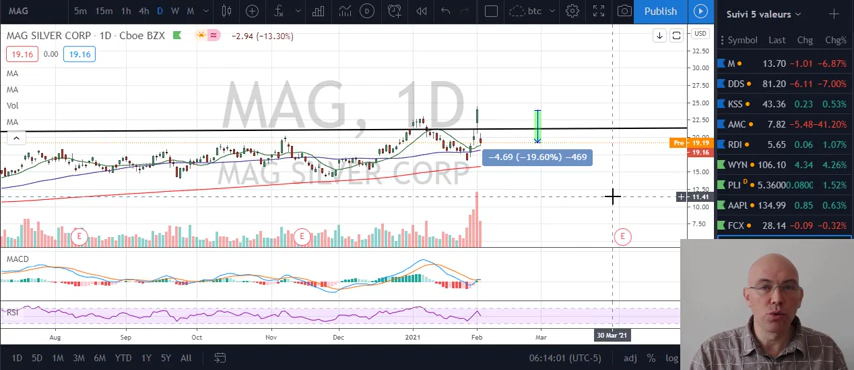 MAG 5m 15m 1h 4h D W M btc Publish Suivi 5 valeurs
MAG SILVER CORP · 1D · Cboe BZX −2.94 (−13.30%)
19.16 0.00 19.16
MA
MA
Vol
MA
MAG, 1D
MAG SILVER CORP
−4.69 (−19.60%) −469
USD
32.50
30.00
27.50
25.00
22.50
20.00
Pre 19.19
19.16
15.00
12.50
11.41
10.00
7.50
E E E
MACD
RSI
Aug Sep Oct Nov Dec 2021 Feb Mar 30 Mar '21
1D 5D 1M 3M 6M YTD 1Y 5Y All 06:14:01 (UTC-5) adj % log
Symbol Last Chg Chg
M 13.70 −1.01 −6.87%
DDS 81.20 −6.11 −7.00%
KSS 43.36 0.23 0.53%
AMC 7.82 −5.48 −41.20%
RDI 5.65 0.06 1.07%
WYN 106.10 4.34 4.26%
PLI D 5.3600 0.0800 1.52%
AAPL 134.99 0.85 0.63%
FCX 28.14 −0.09 −0.32%